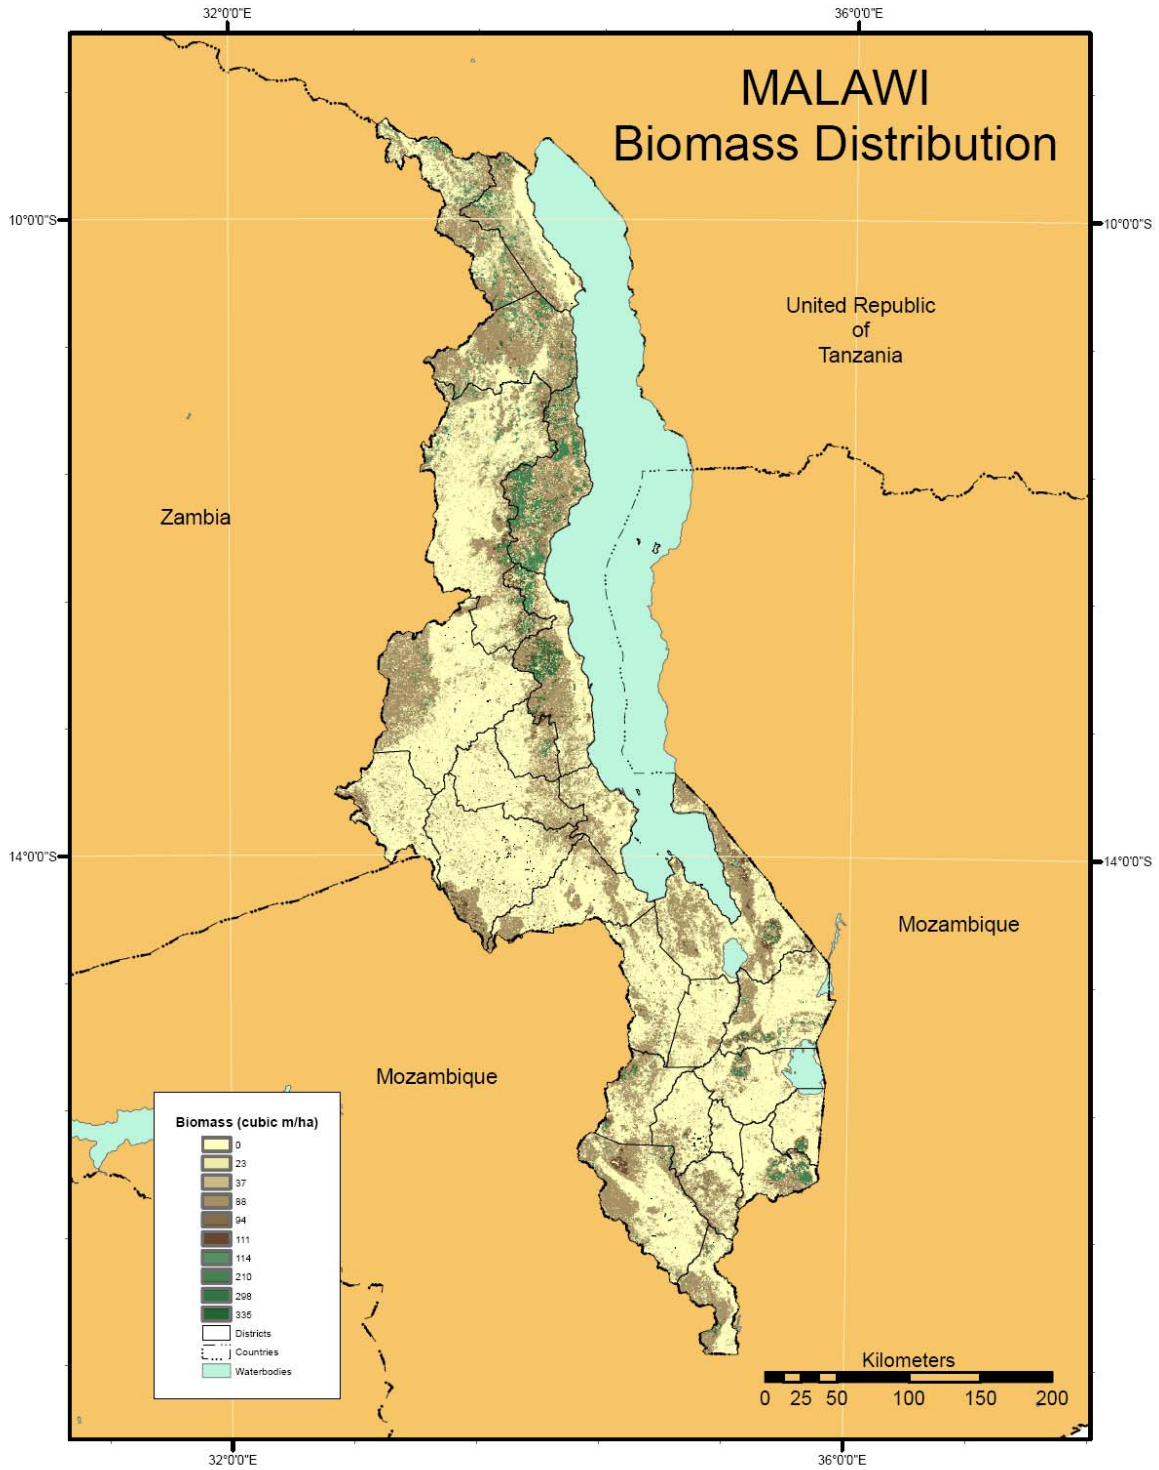 32°0'0"E
36°0'0"E
MALAWI
Biomass Distribution
10°0'0"S
10°0'0"S
United Republic
of
Tanzania
Zambia
14°0'0"S
14°0'0"S
Mozambique
Mozambique
Biomass (cubic m/ha)
0
23
37
88
94
111
114
210
298
335
Districts
Countries
Waterbodies
Kilometers
0 25 50 100 150 200
32°0'0"E
36°0'0"E